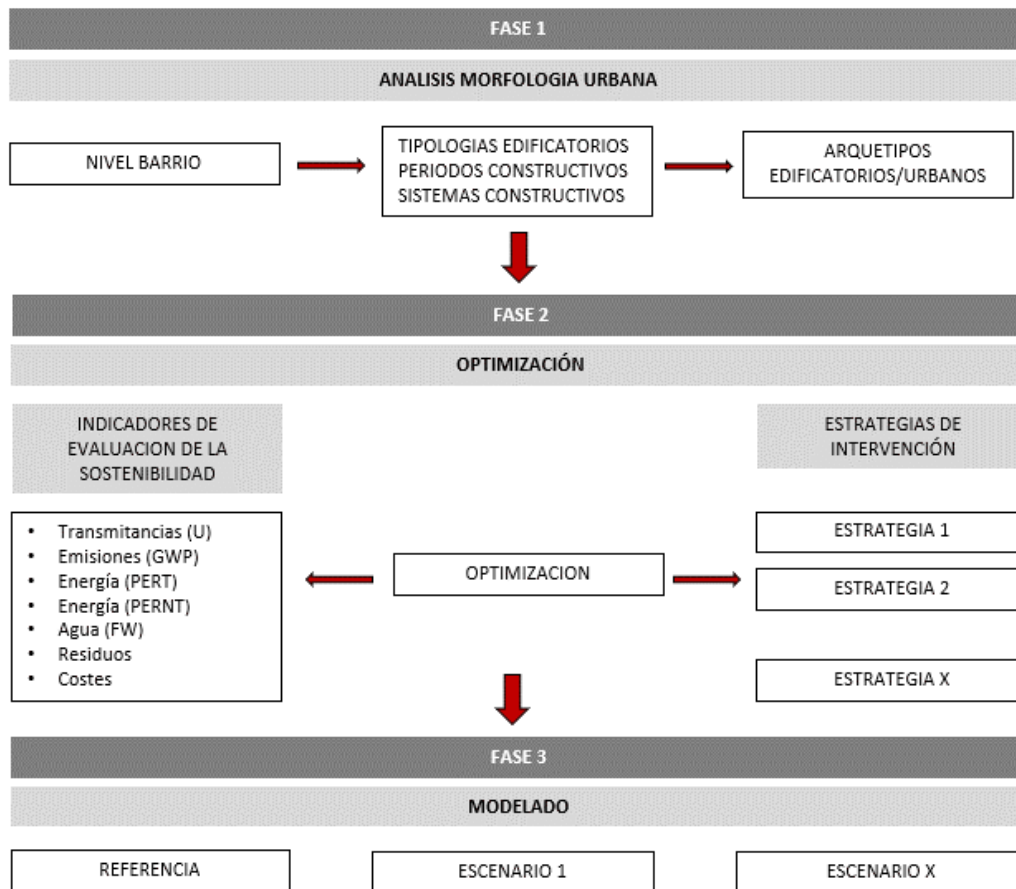 FASE 1
ANALISIS MORFOLOGIA URBANA
NIVEL BARRIO
TIPOLOGIAS EDIFICATORIOS
PERIODOS CONSTRUCTIVOS
SISTEMAS CONSTRUCTIVOS
ARQUETIPOS
EDIFICATORIOS/URBANOS
FASE 2
OPTIMIZACIÓN
INDICADORES DE
EVALUACION DE LA
SOSTENIBILIDAD
• Transmitancias (U)
• Emisiones (GWP)
• Energía (PERT)
• Energía (PERNT)
• Agua (FW)
• Residuos
• Costes
OPTIMIZACION
ESTRATEGIAS DE
INTERVENCIÓN
ESTRATEGIA 1
ESTRATEGIA 2
ESTRATEGIA X
FASE 3
MODELADO
REFERENCIA
ESCENARIO 1
ESCENARIO X